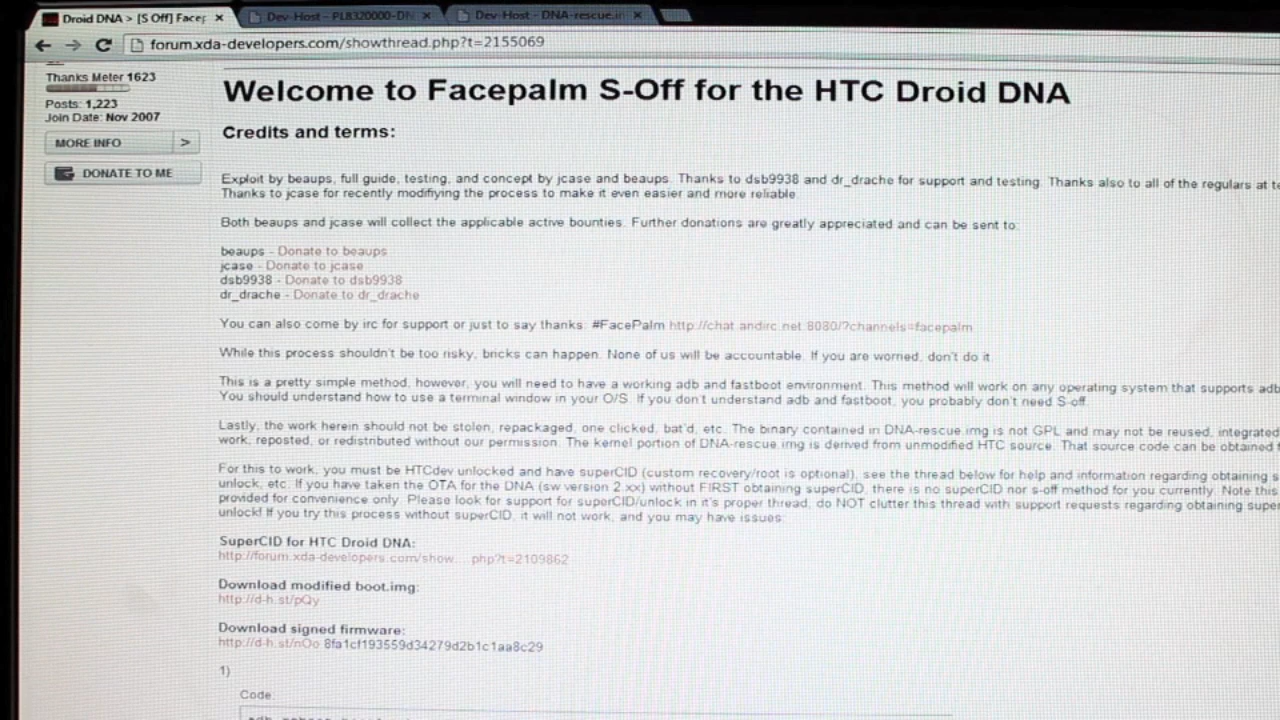 Droid DNA > [S Off] Facep
Dev-Host - PL8320000-DN
Dev-Host - DNA-rescue.im
forum.xda-developers.com/showthread.php?t=2155069
Thanks Meter 1623
Posts: 1,223
Join Date: Nov 2007
MORE INFO >
DONATE TO ME
Welcome to Facepalm S-Off for the HTC Droid DNA
Credits and terms:
Exploit by beaups, full guide, testing, and concept by jcase and beaups. Thanks to dsb9938 and dr_drache for support and testing. Thanks also to all of the regulars at te
Thanks to jcase for recently modifiying the process to make it even easier and more reliable.
Both beaups and jcase will collect the applicable active bounties. Further donations are greatly appreciated and can be sent to:
beaups - Donate to beaups
jcase - Donate to jcase
dsb9938 - Donate to dsb9938
dr_drache - Donate to dr_drache
You can also come by irc for support or just to say thanks: #FacePalm http://chat.andirc.net:8080/?channels=facepalm
While this process shouldn't be too risky, bricks can happen. None of us will be accountable. If you are worried, don't do it.
This is a pretty simple method, however, you will need to have a working adb and fastboot environment. This method will work on any operating system that supports adb
You should understand how to use a terminal window in your O/S. If you don't understand adb and fastboot, you probably don't need S-off.
Lastly, the work herein should not be stolen, repackaged, one clicked, bat'd, etc. The binary contained in DNA-rescue.img is not GPL and may not be reused, integrated
work, reposted, or redistributed without our permission. The kernel portion of DNA-rescue.img is derived from unmodified HTC source. That source code can be obtained f
For this to work, you must be HTCdev unlocked and have superCID (custom recovery/root is optional), see the thread below for help and information regarding obtaining s
unlock, etc. If you have taken the OTA for the DNA (sw version 2.xx) without FIRST obtaining superCID, there is no superCID nor s-off method for you currently. Note this
provided for convenience only. Please look for support for superCID/unlock in it's proper thread, do NOT clutter this thread with support requests regarding obtaining super
unlock! If you try this process without superCID, it will not work, and you may have issues.
SuperCID for HTC Droid DNA:
http://forum.xda-developers.com/show....php?t=2109862
Download modified boot.img:
http://d-h.st/pQy
Download signed firmware:
http://d-h.st/nOo 8fa1cf193559d34279d2b1c1aa8c29
1)
Code: